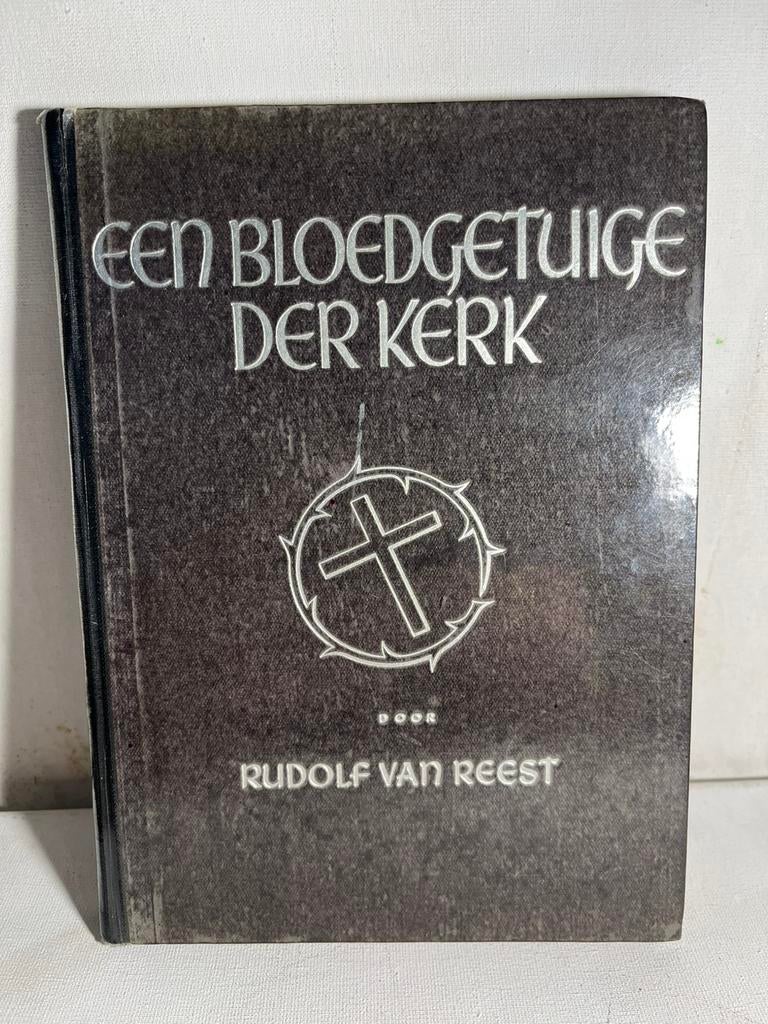 EEN BLOEDGETUIGE
DER KERK
DOOR
RUDOLF VAN REEST